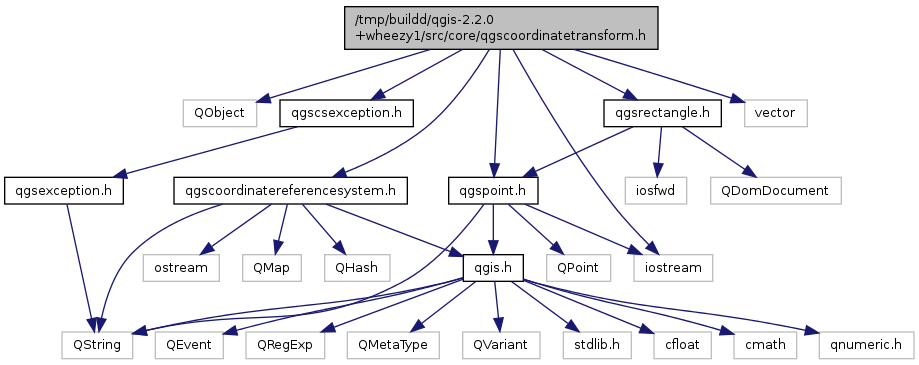 /tmp/buildd/qgis-2.2.0
+wheezy1/src/core/qgscoordinatetransform.h
QObject
qgscsexception.h
qgsrectangle.h
vector
qgsexception.h
qgscoordinatereferencesystem.h
qgspoint.h
iosfwd
QDomDocument
ostream
QMap
QHash
qgis.h
QPoint
iostream
QString
QEvent
QRegExp
QMetaType
QVariant
stdlib.h
cfloat
cmath
qnumeric.h